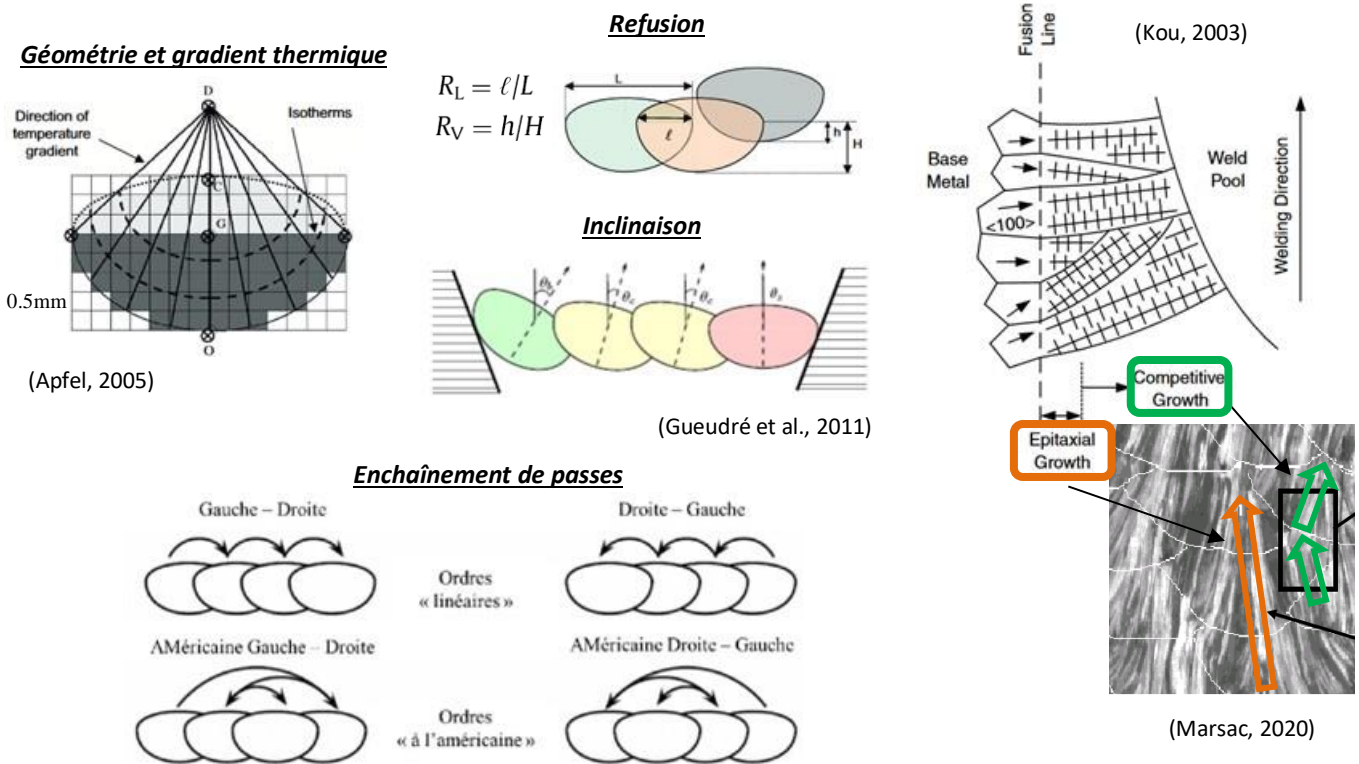 Géométrie et gradient thermique
D
Direction of
temperature
gradient
Isotherms
C
G
0.5mm
O
(Apfel, 2005)
Refusion
R_L = ℓ/L
R_V = h/H
L
ℓ
h
H
Inclinaison
θ_b
θ_c
θ_c
(Gueudré et al., 2011)
Fusion
Line
(Kou, 2003)
Base
Metal
<100>
Weld
Pool
Welding Direction
Competitive
Growth
Epitaxial
Growth
(Marsac, 2020)
Enchaînement de passes
Gauche – Droite
Droite – Gauche
Ordres
« linéaires »
AMéricaine Gauche – Droite
AMéricaine Droite – Gauche
Ordres
« à l’américaine »